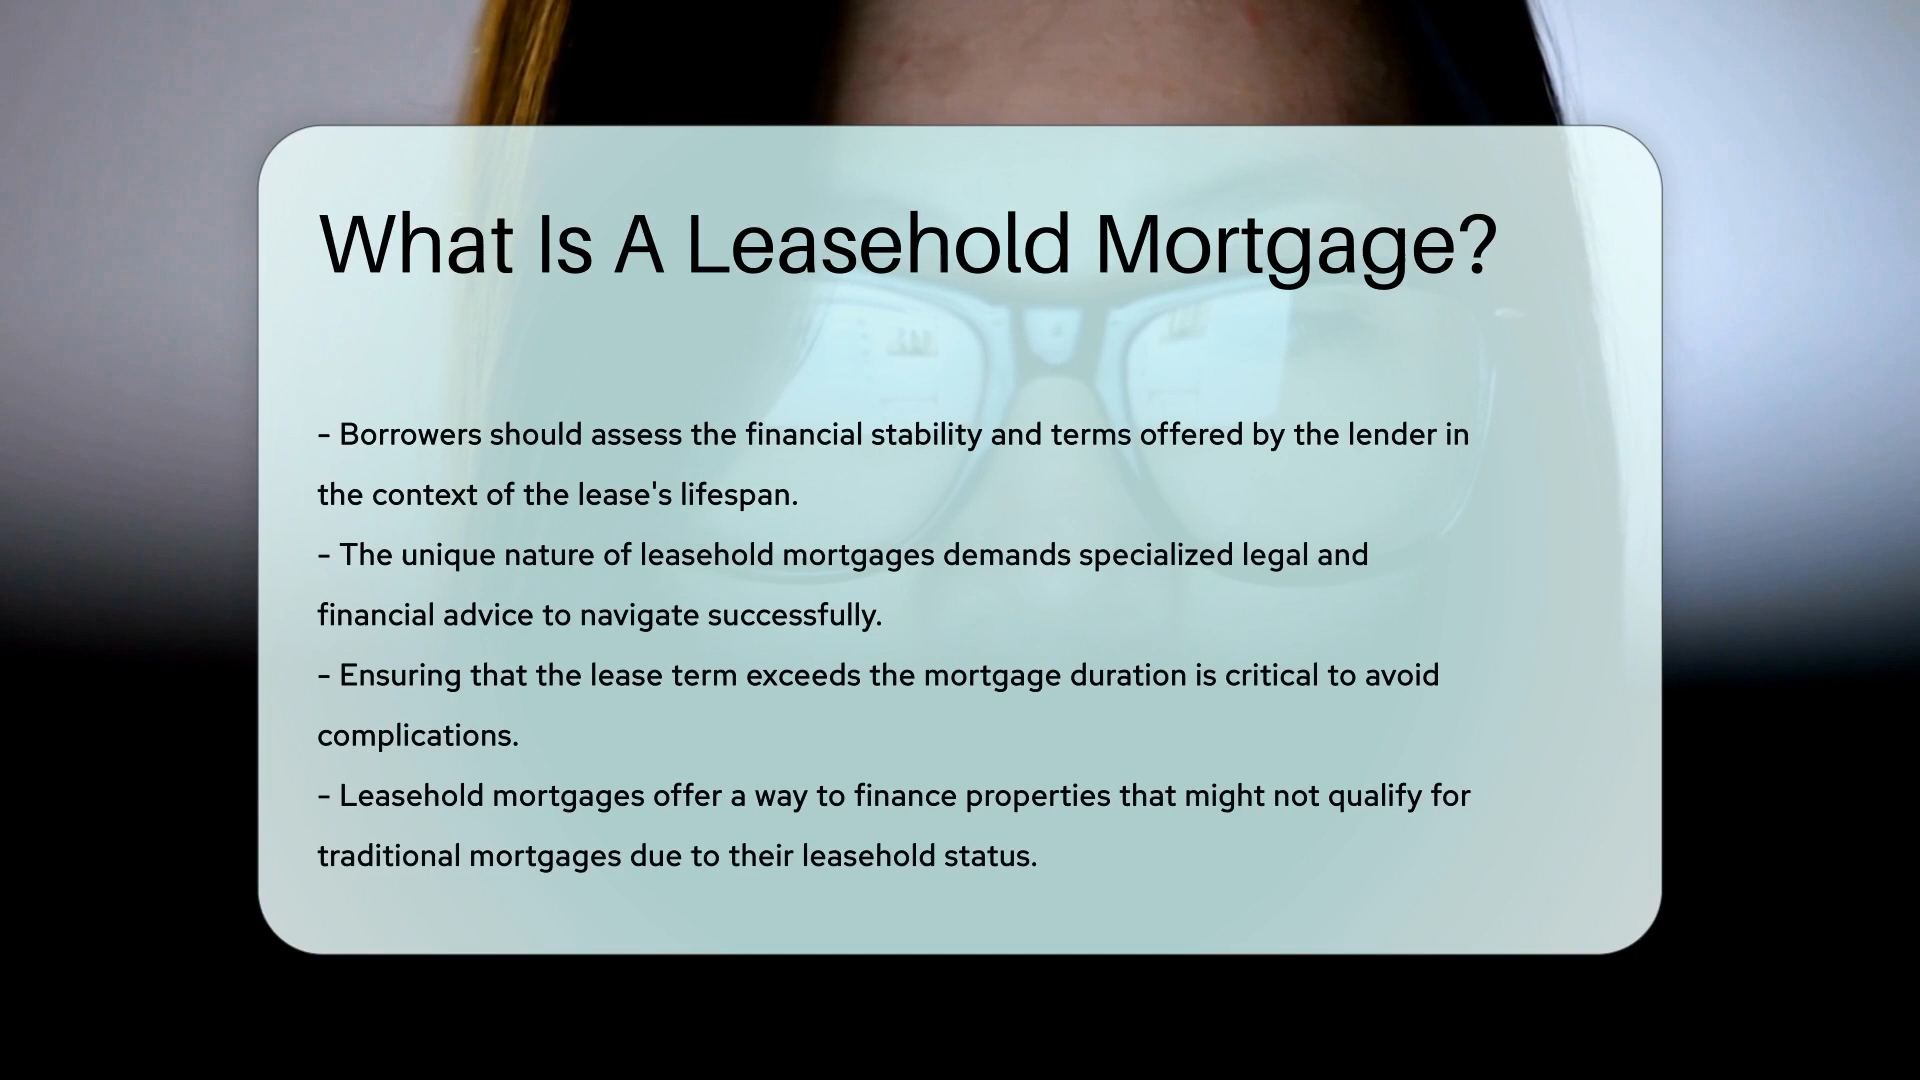 What Is A Leasehold Mortgage?
- Borrowers should assess the financial stability and terms offered by the lender in
the context of the lease's lifespan.
- The unique nature of leasehold mortgages demands specialized legal and
financial advice to navigate successfully.
- Ensuring that the lease term exceeds the mortgage duration is critical to avoid
complications.
- Leasehold mortgages offer a way to finance properties that might not qualify for
traditional mortgages due to their leasehold status.